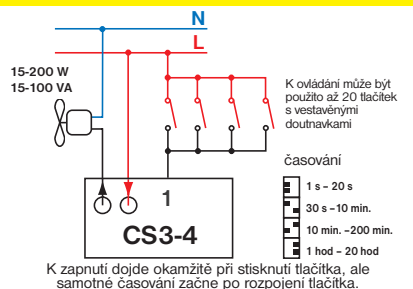 N
L
15-200 W
15-100 VA
K ovládání může být
použito až 20 tlačítek
s vestavěnými
doutnavkami
časování
1
CS3-4
1 s – 20 s
30 s – 10 min.
10 min. –200 min.
1 hod – 20 hod
K zapnutí dojde okamžitě při stisknutí tlačítka, ale
samotné časování začne po rozpojení tlačítka.